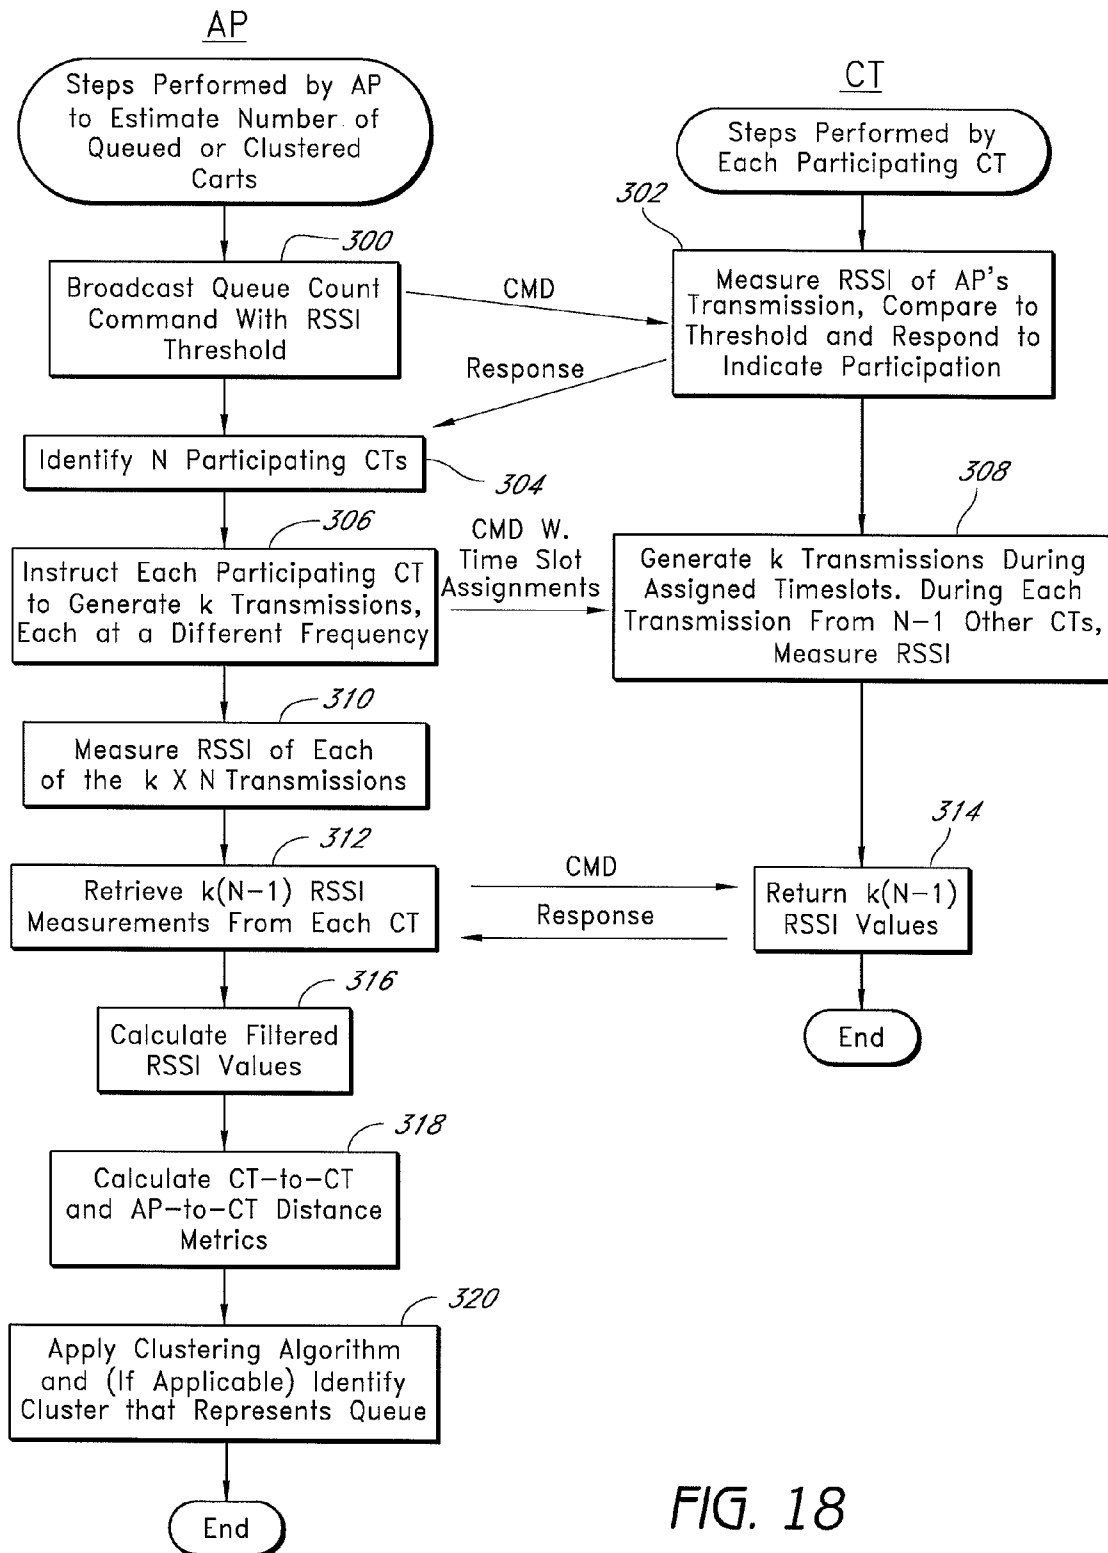 AP
Steps Performed by AP
to Estimate Number of
Queued or Clustered
Carts
300
Broadcast Queue Count
Command With RSSI
Threshold
CMD
Response
Identify N Participating CTs
304
306
Instruct Each Participating CT
to Generate k Transmissions,
Each at a Different Frequency
CMD W.
Time Slot
Assignments
310
Measure RSSI of Each
of the k X N Transmissions
312
Retrieve k(N-1) RSSI
Measurements From Each CT
CMD
Response
316
Calculate Filtered
RSSI Values
318
Calculate CT-to-CT
and AP-to-CT Distance
Metrics
320
Apply Clustering Algorithm
and (If Applicable) Identify
Cluster that Represents Queue
End
CT
Steps Performed by
Each Participating CT
302
Measure RSSI of AP's
Transmission, Compare to
Threshold and Respond to
Indicate Participation
308
Generate k Transmissions During
Assigned Timeslots. During Each
Transmission From N-1 Other CTs,
Measure RSSI
314
Return k(N-1)
RSSI Values
End
FIG. 18